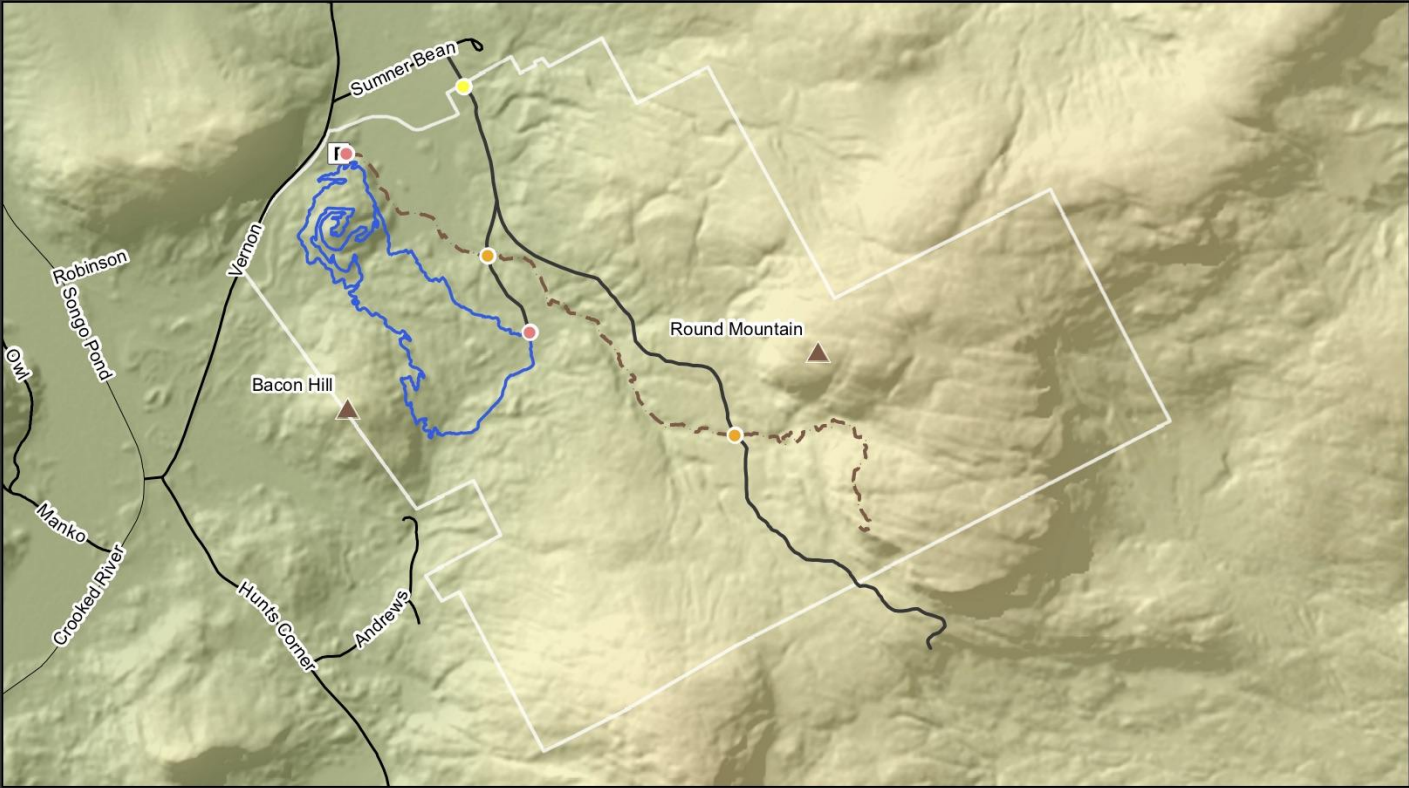 Sumner Bean
P
Vernon
Robinson
Songo Pond
Round Mountain
Owl
Bacon Hill
Manko
Crooked River
Hunts Corner
Andrews